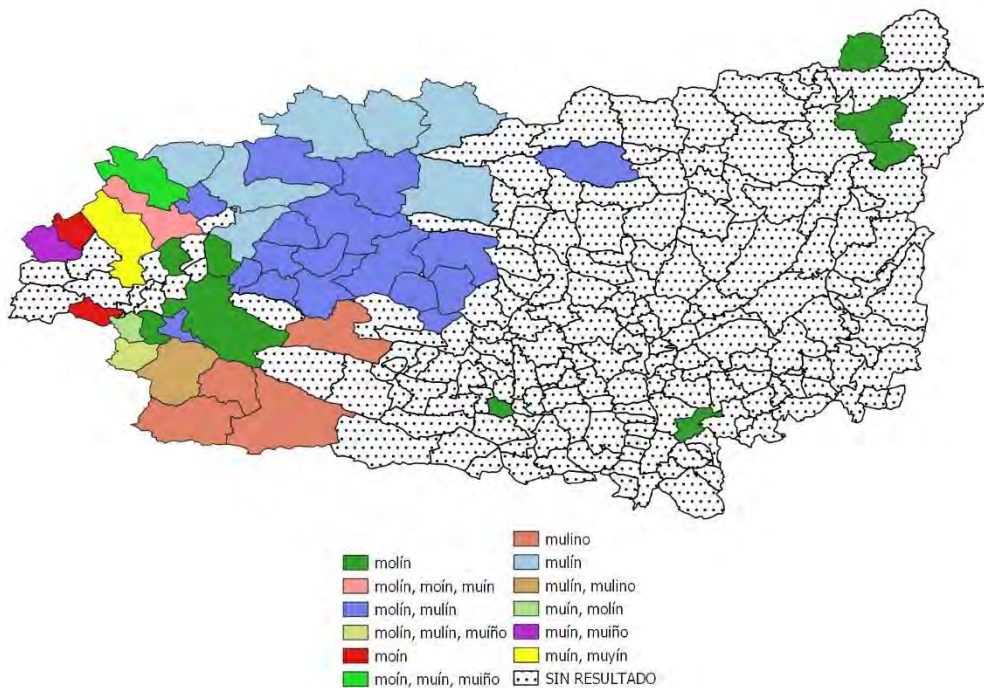 molín
molín, moín, muín
molín, mulín
molín, mulín, muíño
moín
moín, muín, muiño
mulino
mulín
mulín, mulino
muín, molín
muín, muiño
muín, muyín
SIN RESULTADO